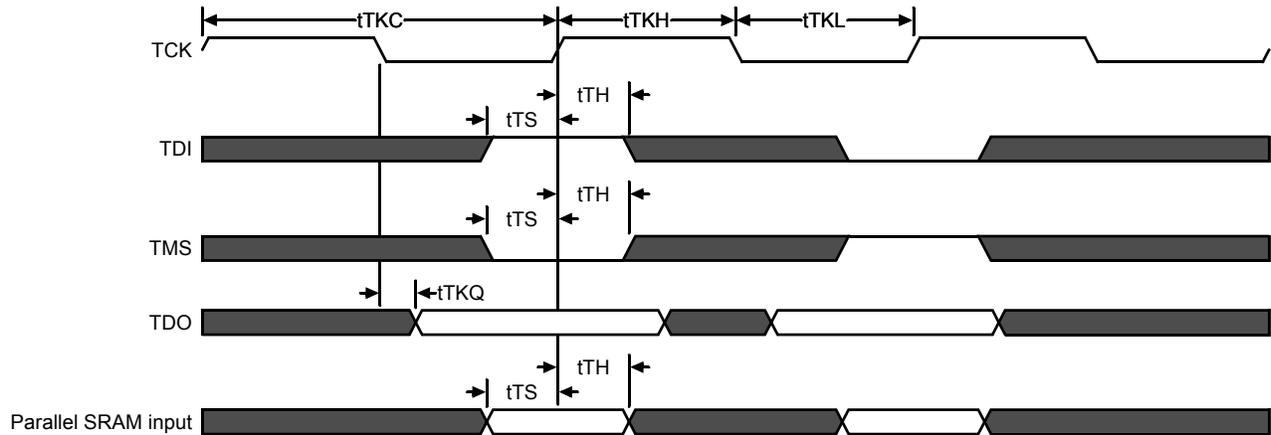 tTKC tTKH tTKL
TCK
tTH
tTS
TDI
tTH
tTS
TMS
tTKQ
TDO
tTH
tTS
Parallel SRAM input